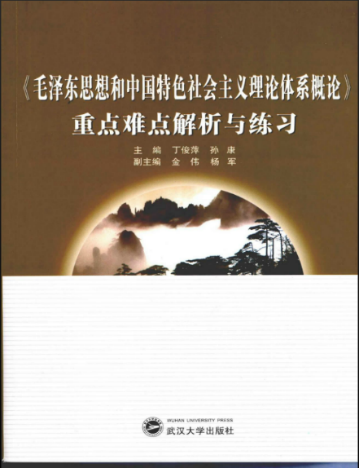 《毛泽东思想和中国特色社会主义理论体系概论》
重点难点解析与练习
主 编 丁俊萍 孙 康
副主编 金 伟 杨 军
WUHAN UNIVERSITY PRESS
武汉大学出版社